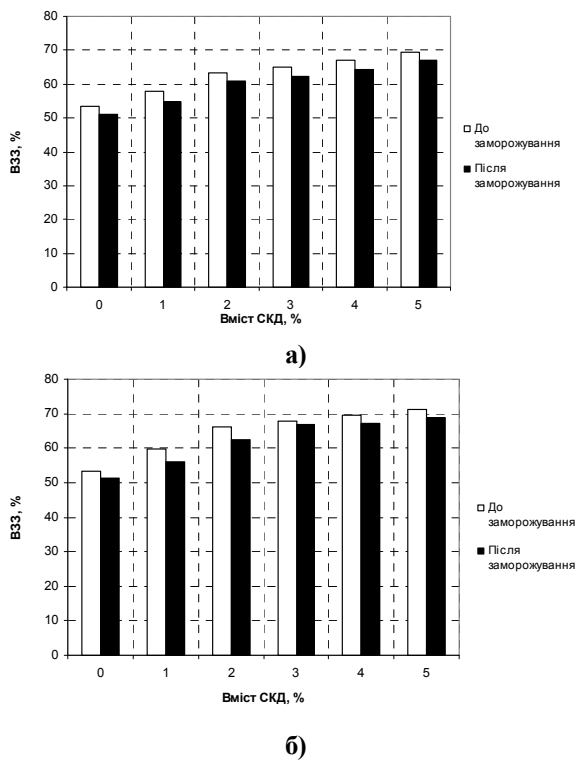 80
70
60
50
40
30
20
10
0
ВЗЗ, %
0 1 2 3 4 5
Вміст СКД, %
До
заморожування
Після
заморожування
а)
80
70
60
50
40
30
20
10
0
ВЗЗ, %
0 1 2 3 4 5
Вміст СКД, %
До
заморожування
Після
заморожування
б)